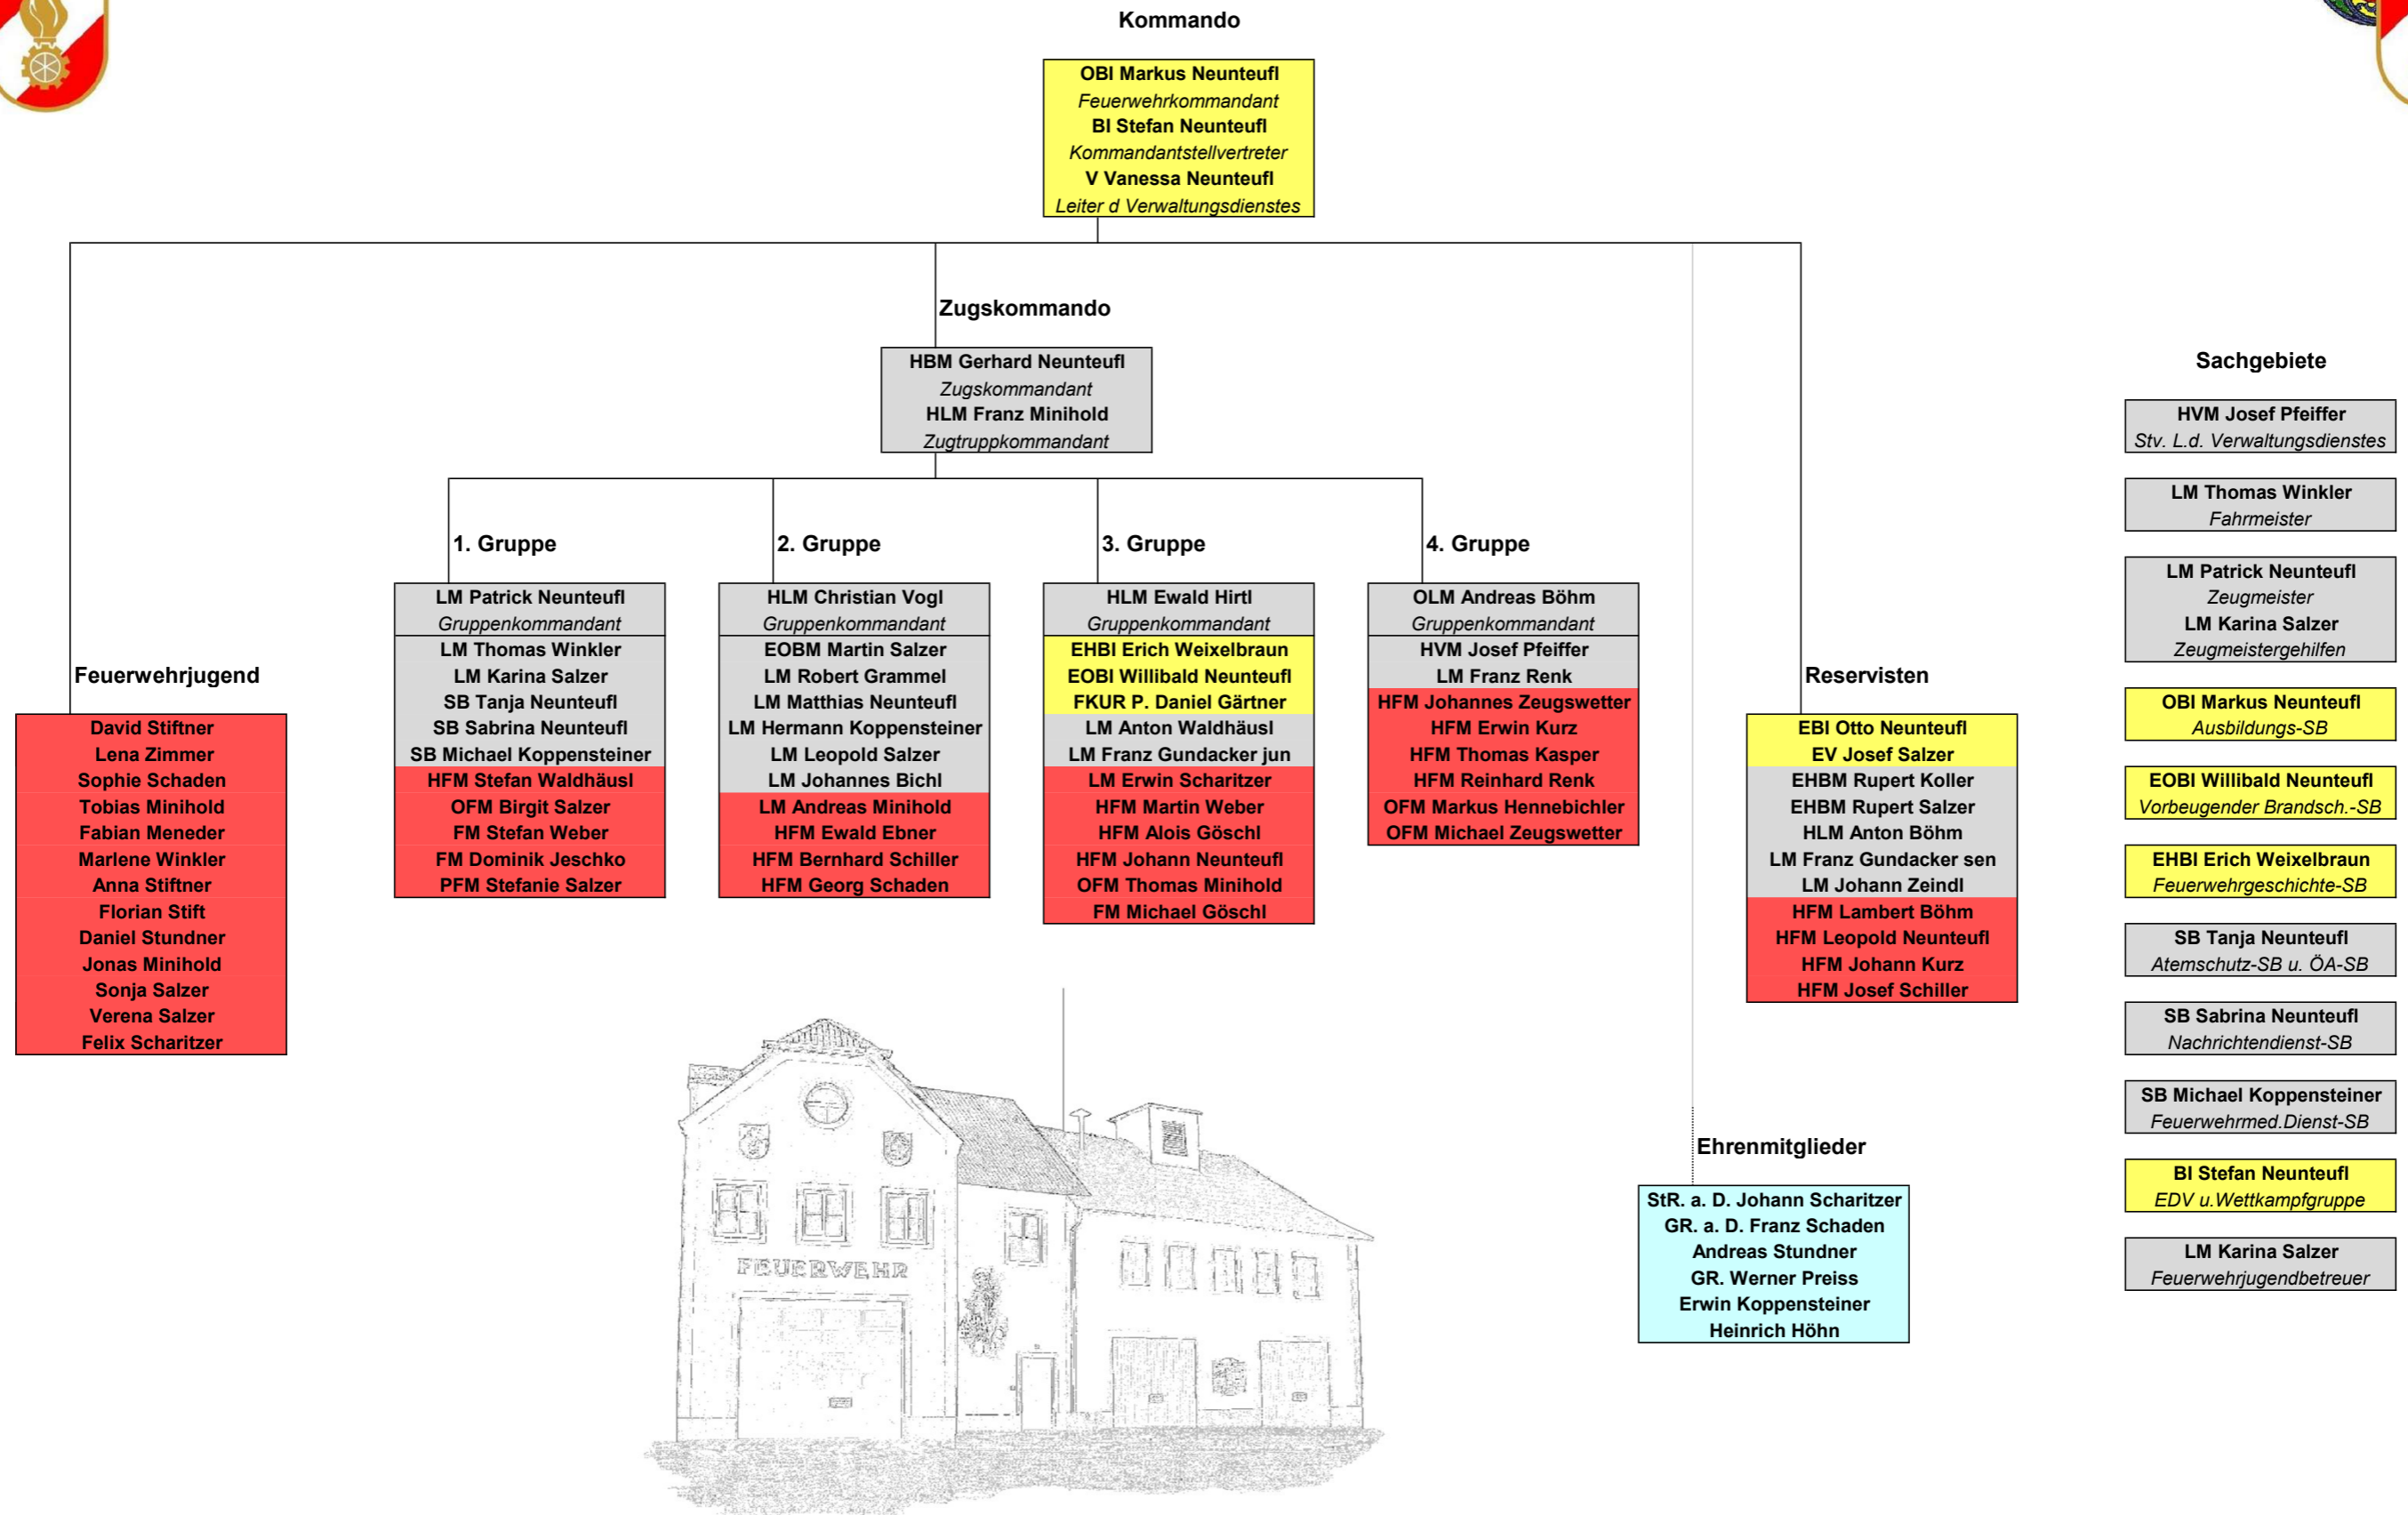 Kommando
OBI Markus Neunteufl
Feuerwehrkommandant
BI Stefan Neunteufl
Kommandantstellvertreter
V Vanessa Neunteufl
Leiter d Verwaltungsdienstes
Zugskommando
HBM Gerhard Neunteufl
Zugskommandant
HLM Franz Minihold
Zugtruppkommandant
Feuerwehrjugend
David Stiftner
Lena Zimmer
Sophie Schaden
Tobias Minihold
Fabian Meneder
Marlene Winkler
Anna Stiftner
Florian Stift
Daniel Stundner
Jonas Minihold
Sonja Salzer
Verena Salzer
Felix Scharitzer
1. Gruppe
LM Patrick Neunteufl
Gruppenkommandant
LM Thomas Winkler
LM Karina Salzer
SB Tanja Neunteufl
SB Sabrina Neunteufl
SB Michael Koppensteiner
HFM Stefan Waldhäusl
OFM Birgit Salzer
FM Stefan Weber
FM Dominik Jeschko
PFM Stefanie Salzer
2. Gruppe
HLM Christian Vogl
Gruppenkommandant
EOBM Martin Salzer
LM Robert Grammel
LM Matthias Neunteufl
LM Hermann Koppensteiner
LM Leopold Salzer
LM Johannes Bichl
LM Andreas Minihold
HFM Ewald Ebner
HFM Bernhard Schiller
HFM Georg Schaden
3. Gruppe
HLM Ewald Hirtl
Gruppenkommandant
EHBI Erich Weixelbraun
EOBI Willibald Neunteufl
FKUR P. Daniel Gärtner
LM Anton Waldhäusl
LM Franz Gundacker jun
LM Erwin Scharitzer
HFM Martin Weber
HFM Alois Göschl
HFM Johann Neunteufl
OFM Thomas Minihold
FM Michael Göschl
4. Gruppe
OLM Andreas Böhm
Gruppenkommandant
HVM Josef Pfeiffer
LM Franz Renk
HFM Johannes Zeugswetter
HFM Erwin Kurz
HFM Thomas Kasper
HFM Reinhard Renk
OFM Markus Hennebichler
OFM Michael Zeugswetter
Reservisten
EBI Otto Neunteufl
EV Josef Salzer
EHBM Rupert Koller
EHBM Rupert Salzer
HLM Anton Böhm
LM Franz Gundacker sen
LM Johann Zeindl
HFM Lambert Böhm
HFM Leopold Neunteufl
HFM Johann Kurz
HFM Josef Schiller
Ehrenmitglieder
StR. a. D. Johann Scharitzer
GR. a. D. Franz Schaden
Andreas Stundner
GR. Werner Preiss
Erwin Koppensteiner
Heinrich Höhn
Sachgebiete
HVM Josef Pfeiffer
Stv. L.d. Verwaltungsdienstes
LM Thomas Winkler
Fahrmeister
LM Patrick Neunteufl
Zeugmeister
LM Karina Salzer
Zeugmeistergehilfen
OBI Markus Neunteufl
Ausbildungs-SB
EOBI Willibald Neunteufl
Vorbeugender Brandsch.-SB
EHBI Erich Weixelbraun
Feuerwehrgeschichte-SB
SB Tanja Neunteufl
Atemschutz-SB u. ÖA-SB
SB Sabrina Neunteufl
Nachrichtendienst-SB
SB Michael Koppensteiner
Feuerwehrmed.Dienst-SB
BI Stefan Neunteufl
EDV u.Wettkampfgruppe
LM Karina Salzer
Feuerwehrjugendbetreuer
FEUERWEHR